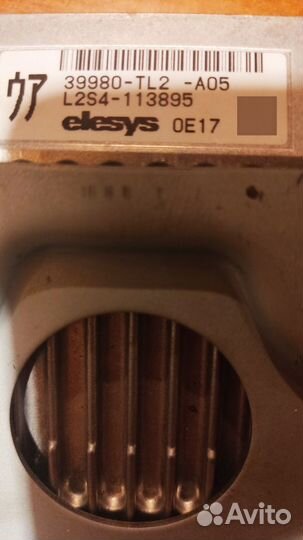 39980-TL2 -A05
ウア
L2S4-113895
elesys 0E17
Avito